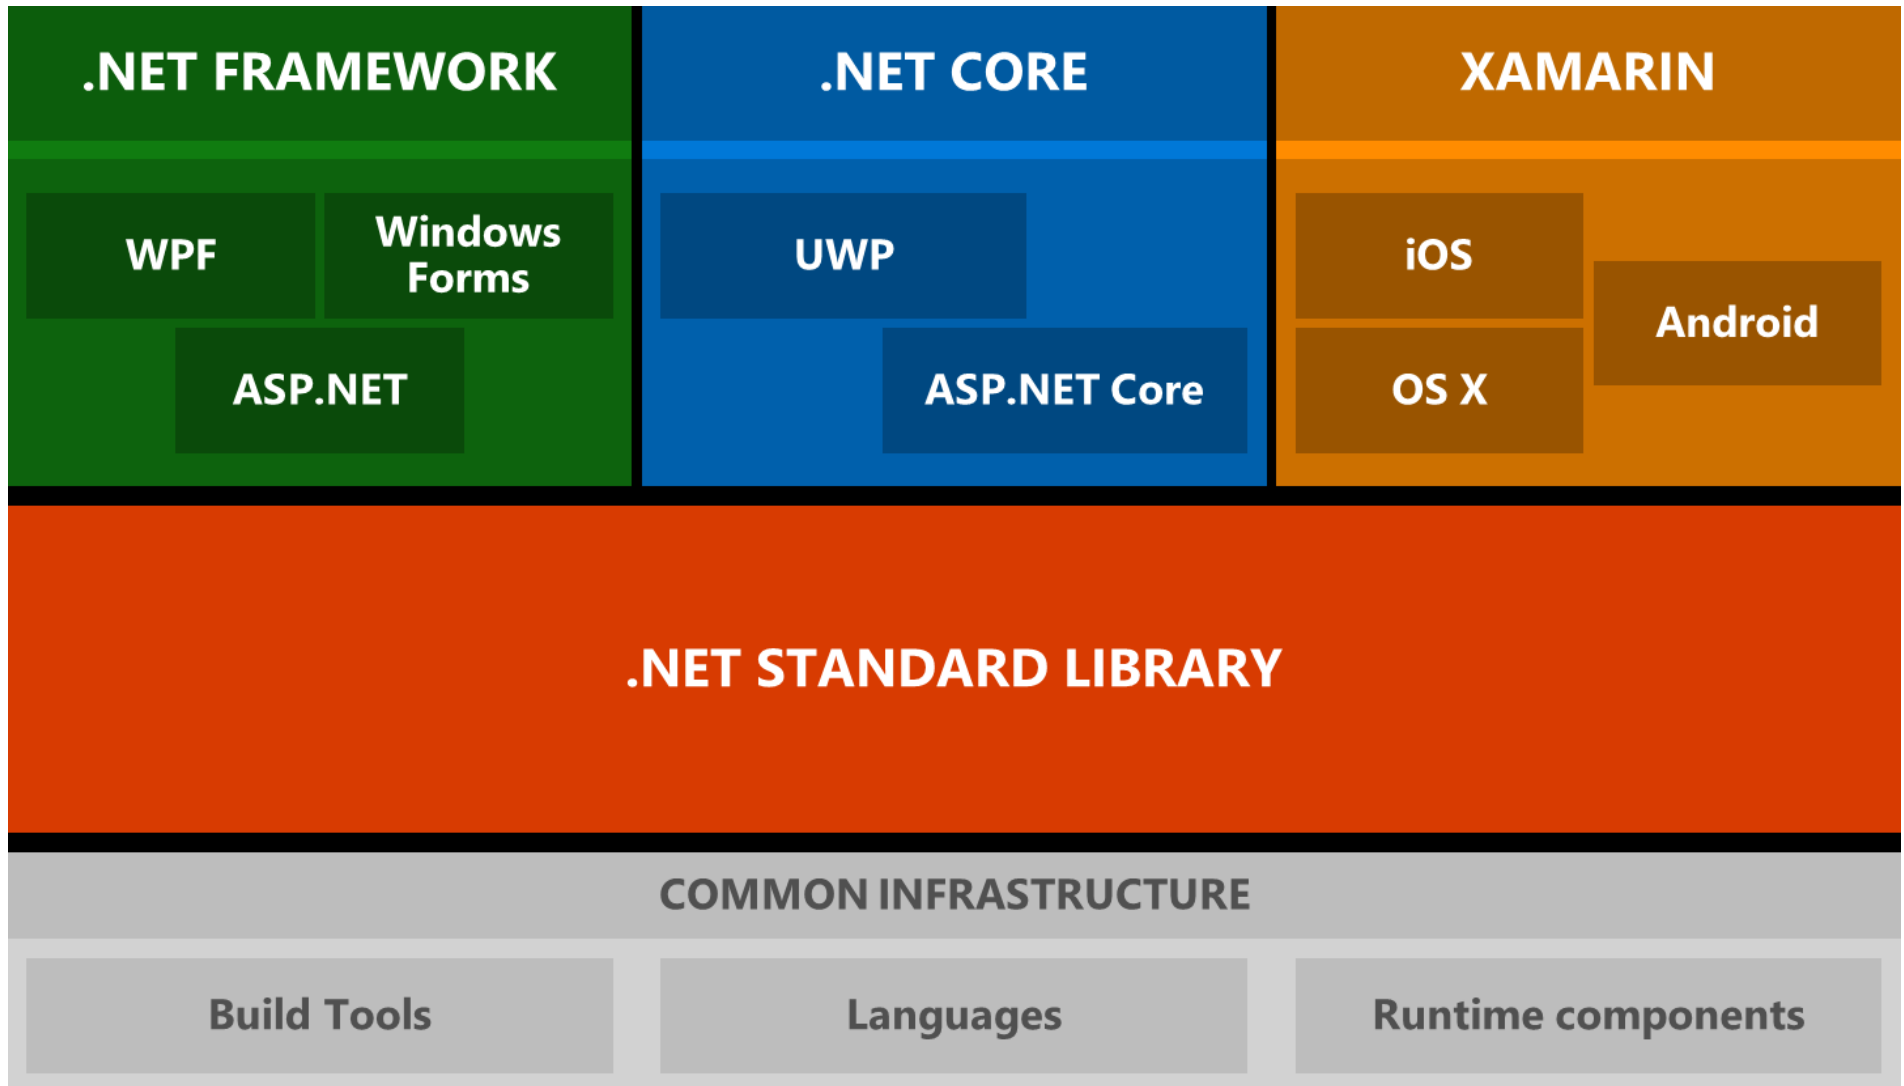 .NET FRAMEWORK
WPF
Windows
Forms
ASP.NET
.NET CORE
UWP
ASP.NET Core
XAMARIN
iOS
Android
OS X
.NET STANDARD LIBRARY
COMMON INFRASTRUCTURE
Build Tools
Languages
Runtime components